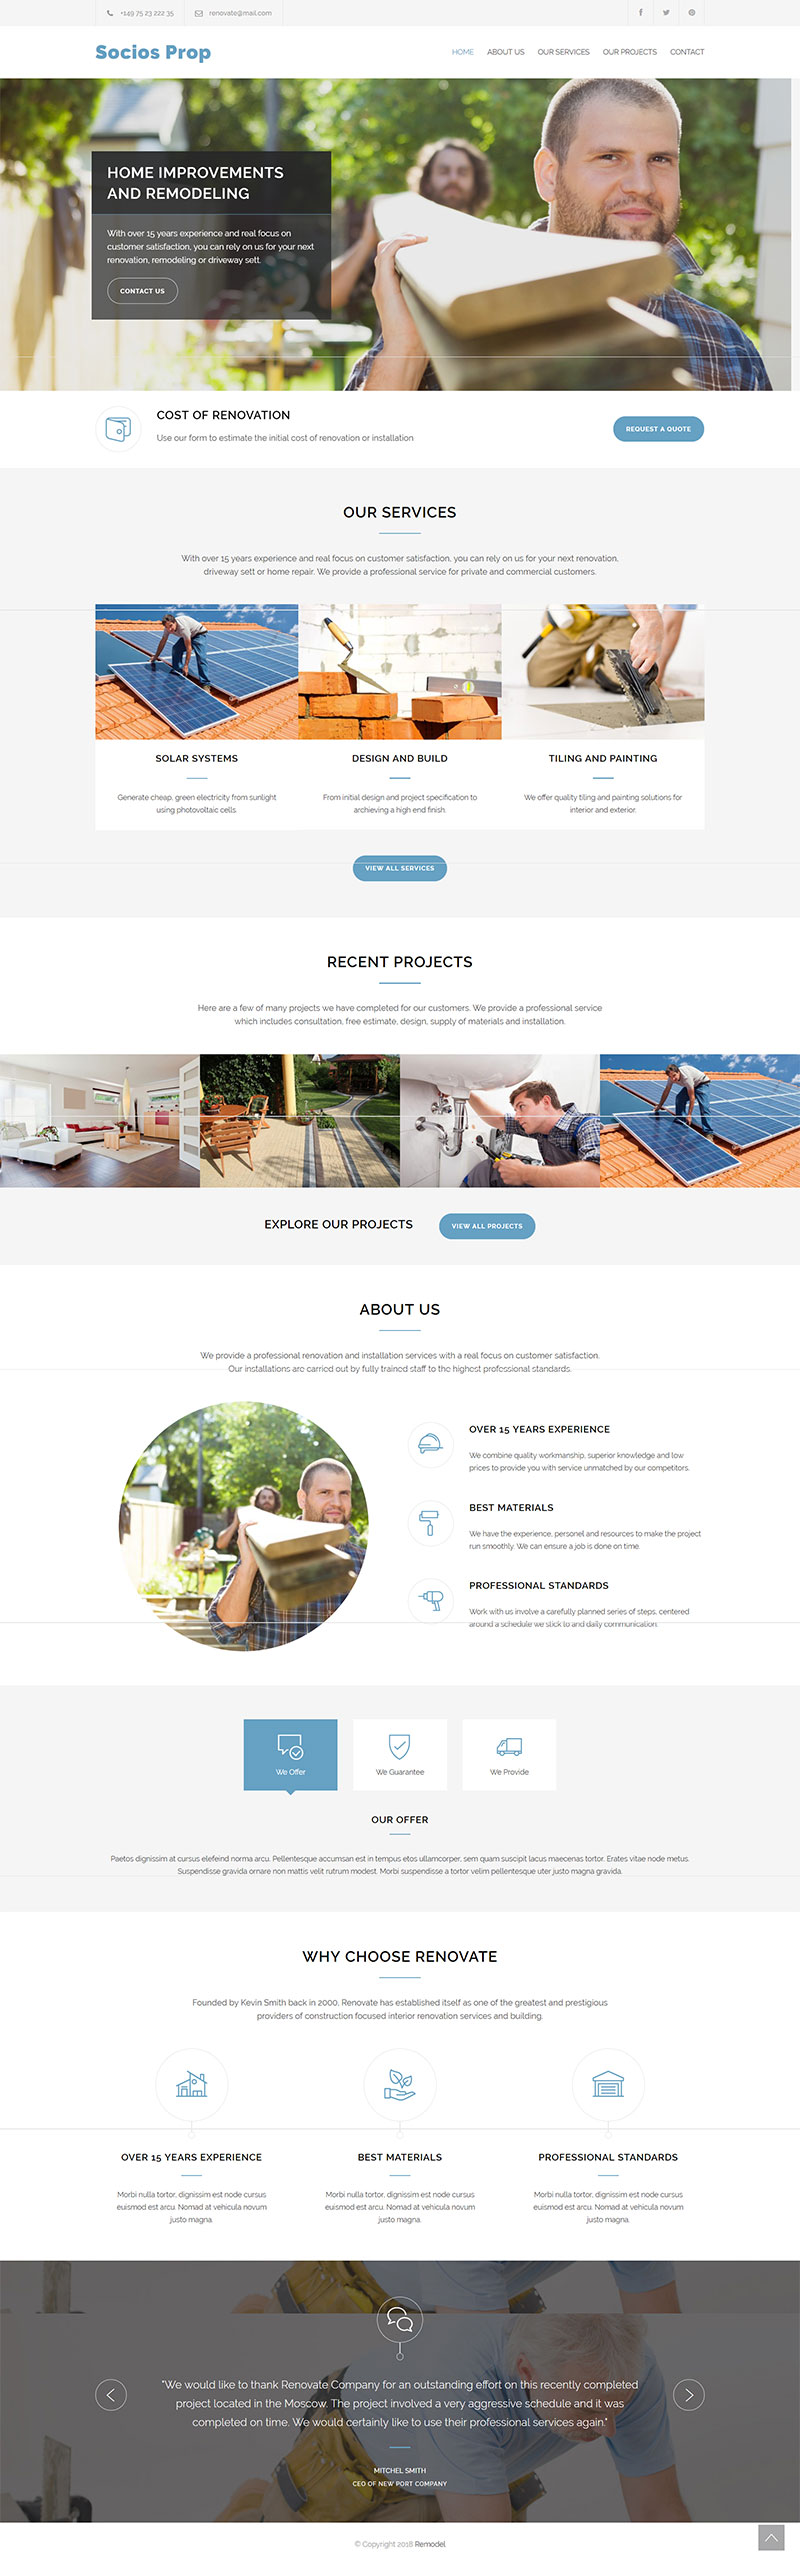 +149 75 23 222 35 renovate@mail.com
Socios Prop
HOME ABOUT US OUR SERVICES OUR PROJECTS CONTACT
HOME IMPROVEMENTS
AND REMODELING
With over 15 years experience and real focus on
customer satisfaction, you can rely on us for your next
renovation, remodeling or driveway sett.
CONTACT US
COST OF RENOVATION
Use our form to estimate the initial cost of renovation or installation
REQUEST A QUOTE
OUR SERVICES
With over 15 years experience and real focus on customer satisfaction, you can rely on us for your next renovation,
driveway sett or home repair. We provide a professional service for private and commercial customers.
SOLAR SYSTEMS
Generate cheap, green electricity from sunlight
using photovoltaic cells.
DESIGN AND BUILD
From initial design and project specification to
archieving a high end finish.
TILING AND PAINTING
We offer quality tiling and painting solutions for
interior and exterior.
VIEW ALL SERVICES
RECENT PROJECTS
Here are a few of many projects we have completed for our customers. We provide a professional service
which includes consultation, free estimate, design, supply of materials and installation.
EXPLORE OUR PROJECTS
VIEW ALL PROJECTS
ABOUT US
We provide a professional renovation and installation services with a real focus on customer satisfaction.
Our installations are carried out by fully trained staff to the highest professional standards.
OVER 15 YEARS EXPERIENCE
We combine quality workmanship, superior knowledge and low
prices to provide you with service unmatched by our competitors.
BEST MATERIALS
We have the experience, personel and resources to make the project
run smoothly. We can ensure a job is done on time.
PROFESSIONAL STANDARDS
Work with us involve a carefully planned series of steps, centered
around a schedule we stick to and daily communication.
We Offer
We Guarantee
We Provide
OUR OFFER
Paetos dignissim at cursus elefeind norma arcu. Pellentesque accumsan est in tempus etos ullamcorper, sem quam suscipit lacus maecenas tortor. Erates vitae node metus.
Suspendisse gravida ornare non mattis velit rutrum modest. Morbi suspendisse a tortor velim pellentesque uter justo magna gravida.
WHY CHOOSE RENOVATE
Founded by Kevin Smith back in 2000, Renovate has established itself as one of the greatest and prestigious
providers of construction focused interior renovation services and building.
OVER 15 YEARS EXPERIENCE
Morbi nulla tortor, dignissim est node cursus
euismod est arcu. Nomad at vehicula novum
justo magna.
BEST MATERIALS
Morbi nulla tortor, dignissim est node cursus
euismod est arcu. Nomad at vehicula novum
justo magna.
PROFESSIONAL STANDARDS
Morbi nulla tortor, dignissim est node cursus
euismod est arcu. Nomad at vehicula novum
justo magna.
"We would like to thank Renovate Company for an outstanding effort on this recently completed
project located in the Moscow. The project involved a very aggressive schedule and it was
completed on time. We would certainly like to use their professional services again."
MITCHEL SMITH
CEO OF NEW PORT COMPANY
© Copyright 2018 Remodel